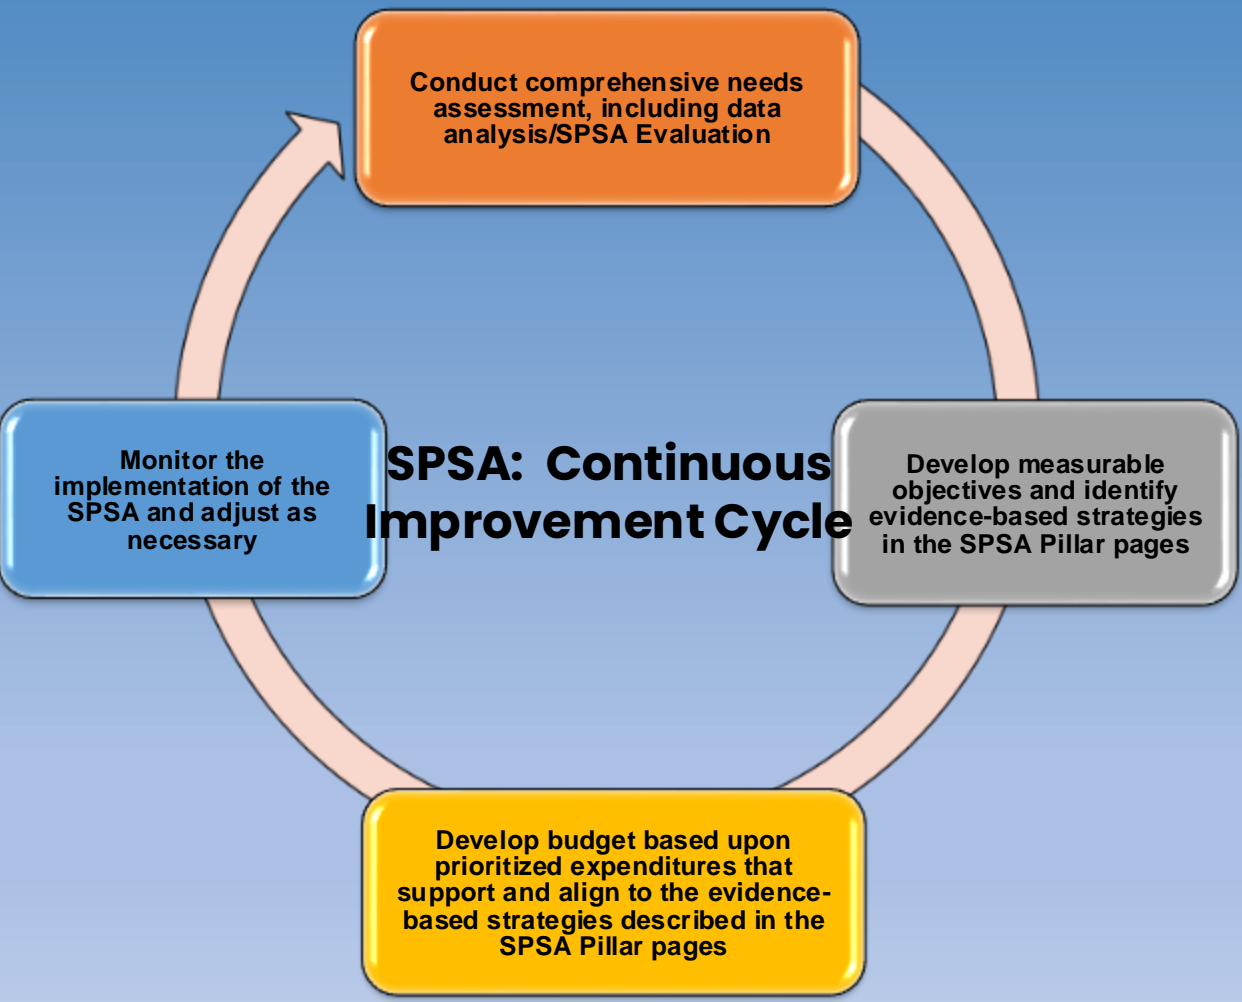 Conduct comprehensive needs
assessment, including data
analysis/SPSA Evaluation
SPSA: Continuous
Improvement Cycle
Develop measurable
objectives and identify
evidence-based strategies
in the SPSA Pillar pages
Develop budget based upon
prioritized expenditures that
support and align to the evidence-
based strategies described in the
SPSA Pillar pages
Monitor the
implementation of the
SPSA and adjust as
necessary